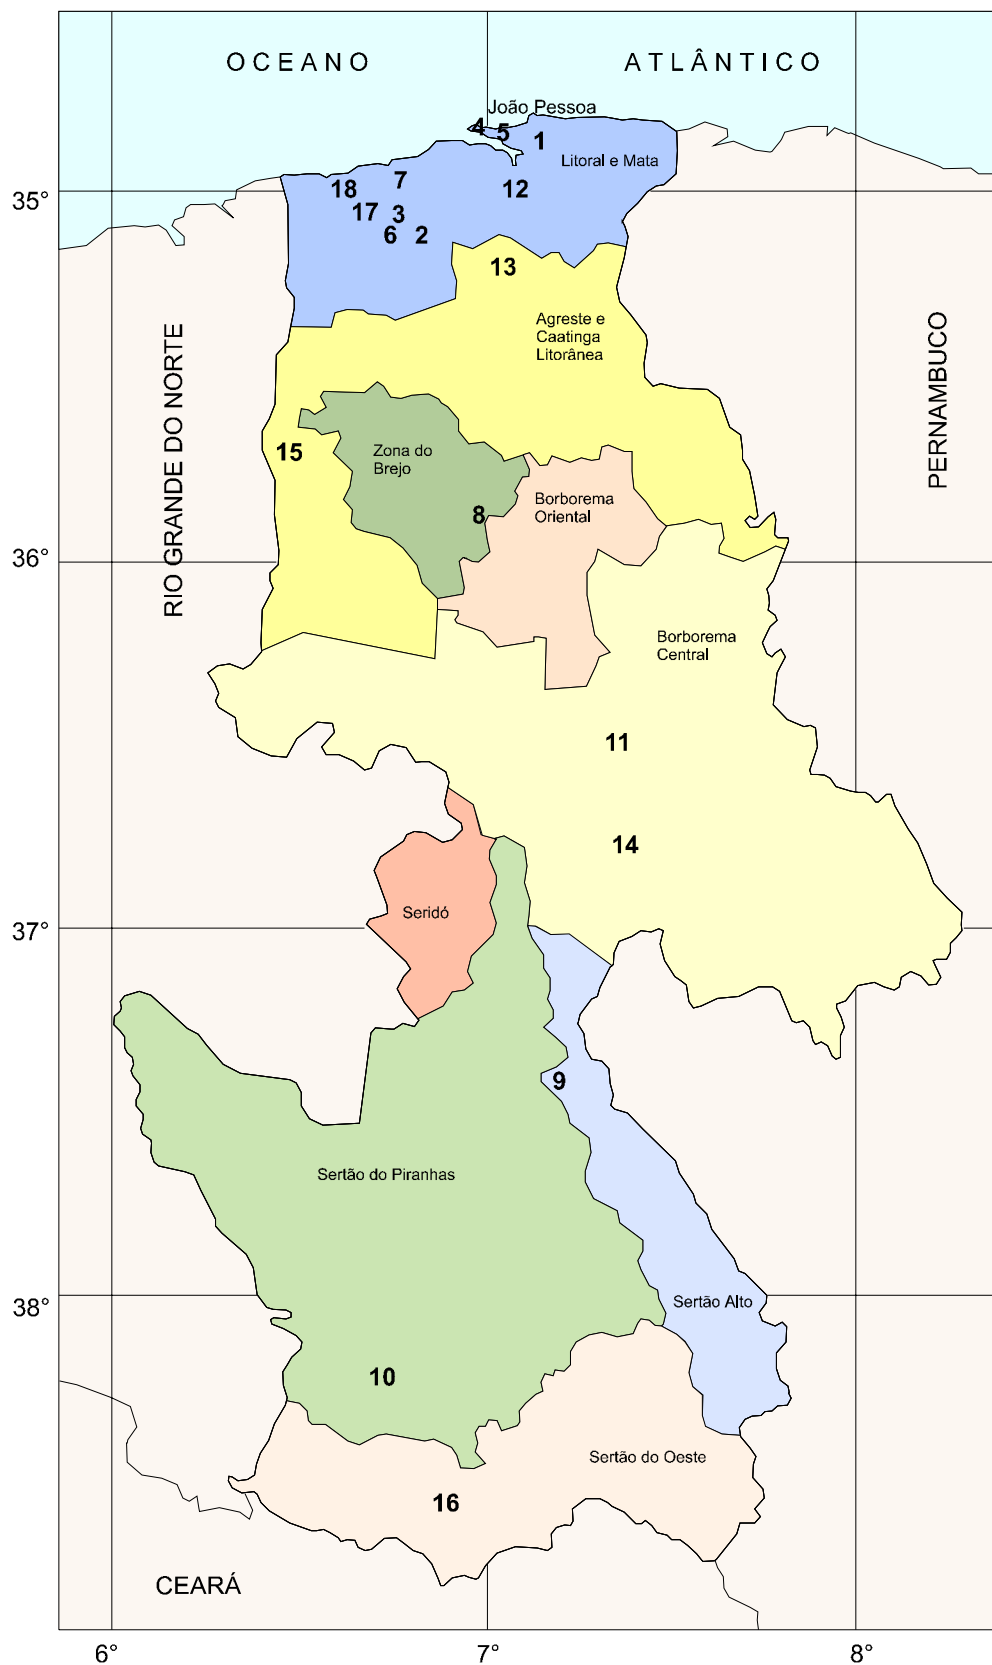 OCEANO
ATLÂNTICO
João Pessoa
4
5
1
Litoral e Mata
7
18
12
35°
17
3
6
2
13
Agreste e
Caatinga
Litorânea
RIO GRANDE DO NORTE
PERNAMBUCO
15
Zona do
Brejo
8
Borborema
Oriental
36°
Borborema
Central
11
14
Seridó
37°
9
Sertão do Piranhas
38°
Sertão Alto
10
Sertão do Oeste
16
CEARÁ
6°
7°
8°